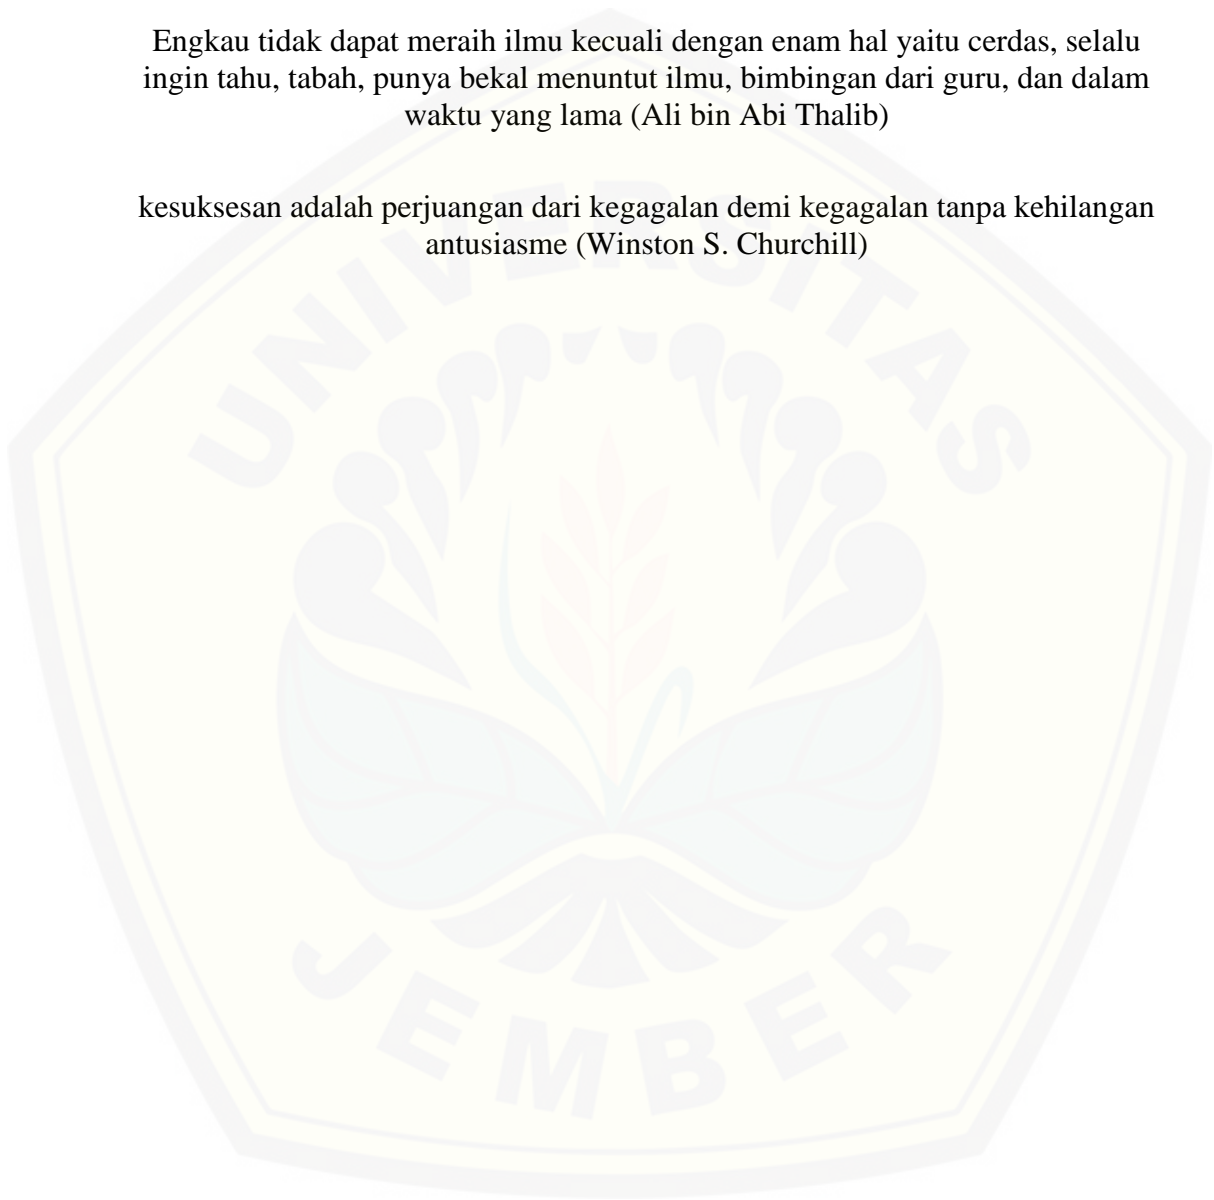 Engkau tidak dapat meraih ilmu kecuali dengan enam hal yaitu cerdas, selalu
ingin tahu, tabah, punya bekal menuntut ilmu, bimbingan dari guru, dan dalam
waktu yang lama (Ali bin Abi Thalib)
kesuksesan adalah perjuangan dari kegagalan demi kegagalan tanpa kehilangan
antusiasme (Winston S. Churchill)
UNIVERSITAS
JEMBER